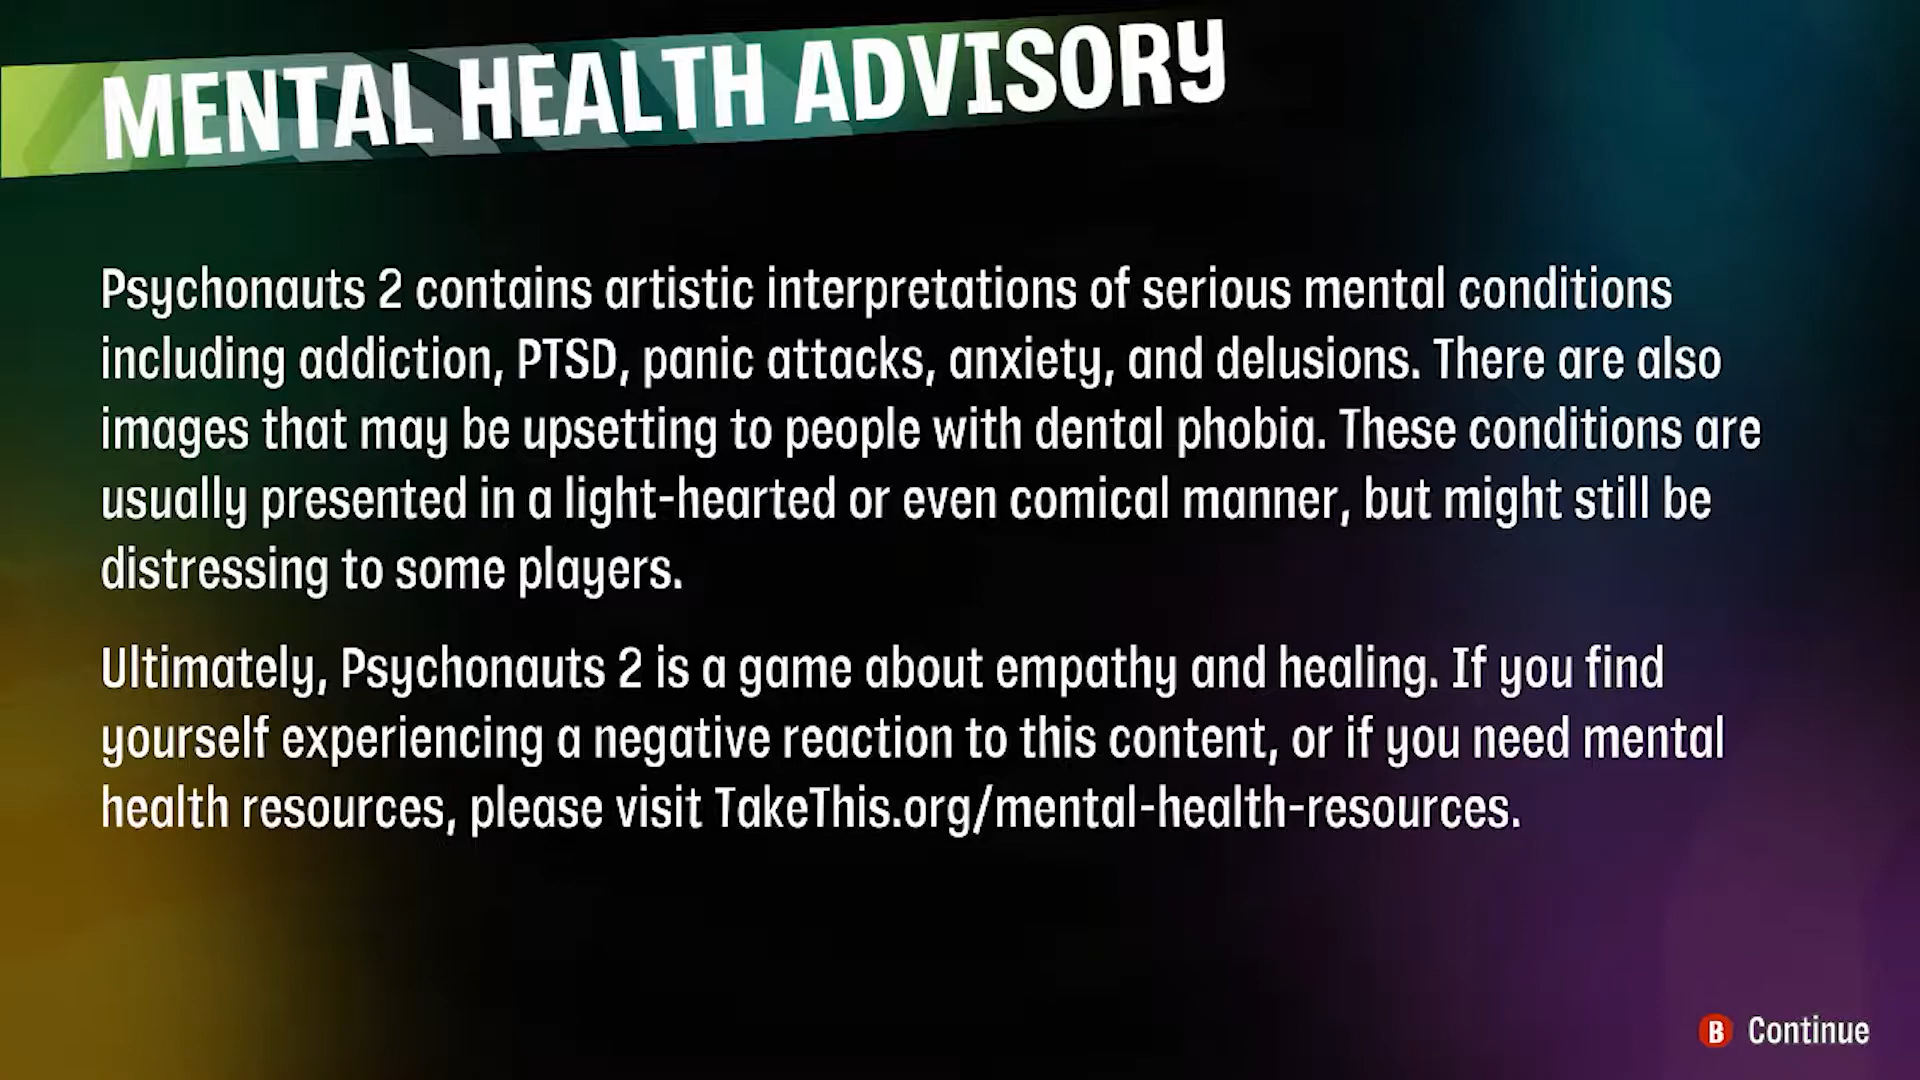 MENTAL HEALTH ADVISORY
Psychonauts 2 contains artistic interpretations of serious mental conditions
including addiction, PTSD, panic attacks, anxiety, and delusions. There are also
images that may be upsetting to people with dental phobia. These conditions are
usually presented in a light-hearted or even comical manner, but might still be
distressing to some players.
Ultimately, Psychonauts 2 is a game about empathy and healing. If you find
yourself experiencing a negative reaction to this content, or if you need mental
health resources, please visit TakeThis.org/mental-health-resources.
B Continue